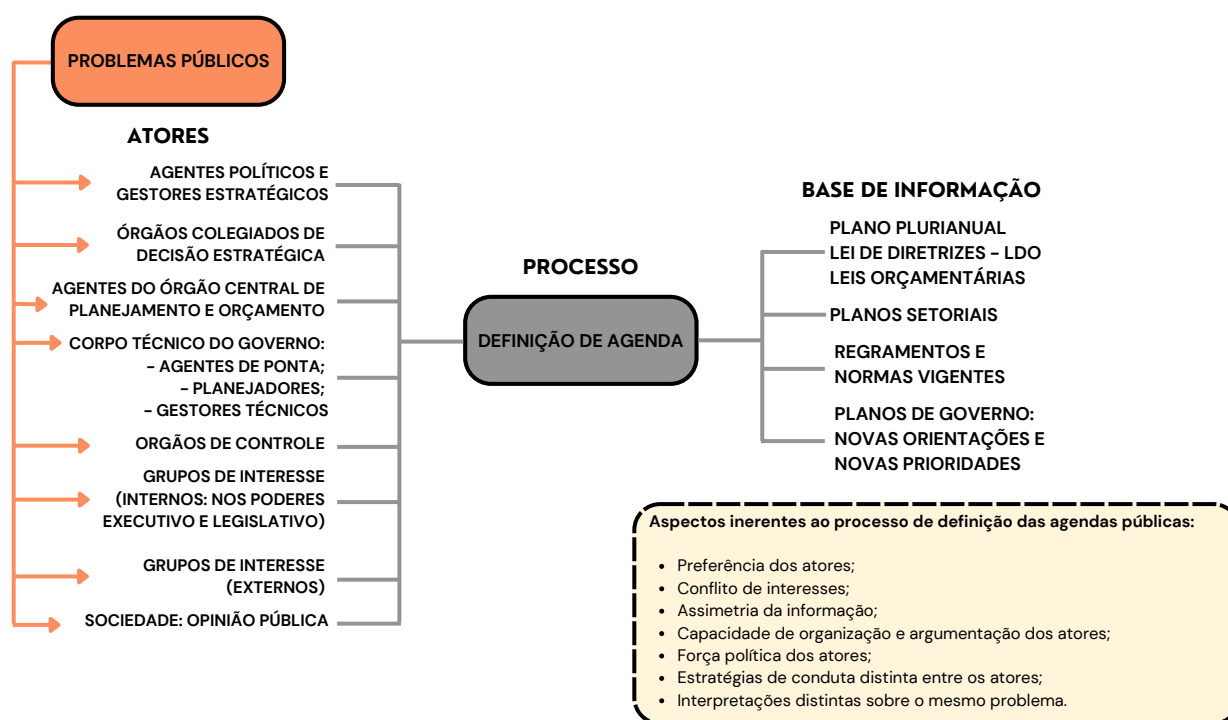 PROBLEMAS PÚBLICOS
ATORES
AGENTES POLÍTICOS E
GESTORES ESTRATÉGICOS
ÓRGÃOS COLEGIADOS DE
DECISÃO ESTRATÉGICA
AGENTES DO ÓRGÃO CENTRAL DE
PLANEJAMENTO E ORÇAMENTO
CORPO TÉCNICO DO GOVERNO:
- AGENTES DE PONTA;
- PLANEJADORES;
- GESTORES TÉCNICOS
ORGÃOS DE CONTROLE
GRUPOS DE INTERESSE
(INTERNOS: NOS PODERES
EXECUTIVO E LEGISLATIVO)
GRUPOS DE INTERESSE
(EXTERNOS)
SOCIEDADE: OPINIÃO PÚBLICA
PROCESSO
DEFINIÇÃO DE AGENDA
BASE DE INFORMAÇÃO
PLANO PLURIANUAL
LEI DE DIRETRIZES - LDO
LEIS ORÇAMENTÁRIAS
PLANOS SETORIAIS
REGRAMENTOS E
NORMAS VIGENTES
PLANOS DE GOVERNO:
NOVAS ORIENTAÇÕES E
NOVAS PRIORIDADES
Aspectos inerentes ao processo de definição das agendas públicas:
• Preferência dos atores;
• Conflito de interesses;
• Assimetria da informação;
• Capacidade de organização e argumentação dos atores;
• Força política dos atores;
• Estratégias de conduta distinta entre os atores;
• Interpretações distintas sobre o mesmo problema.